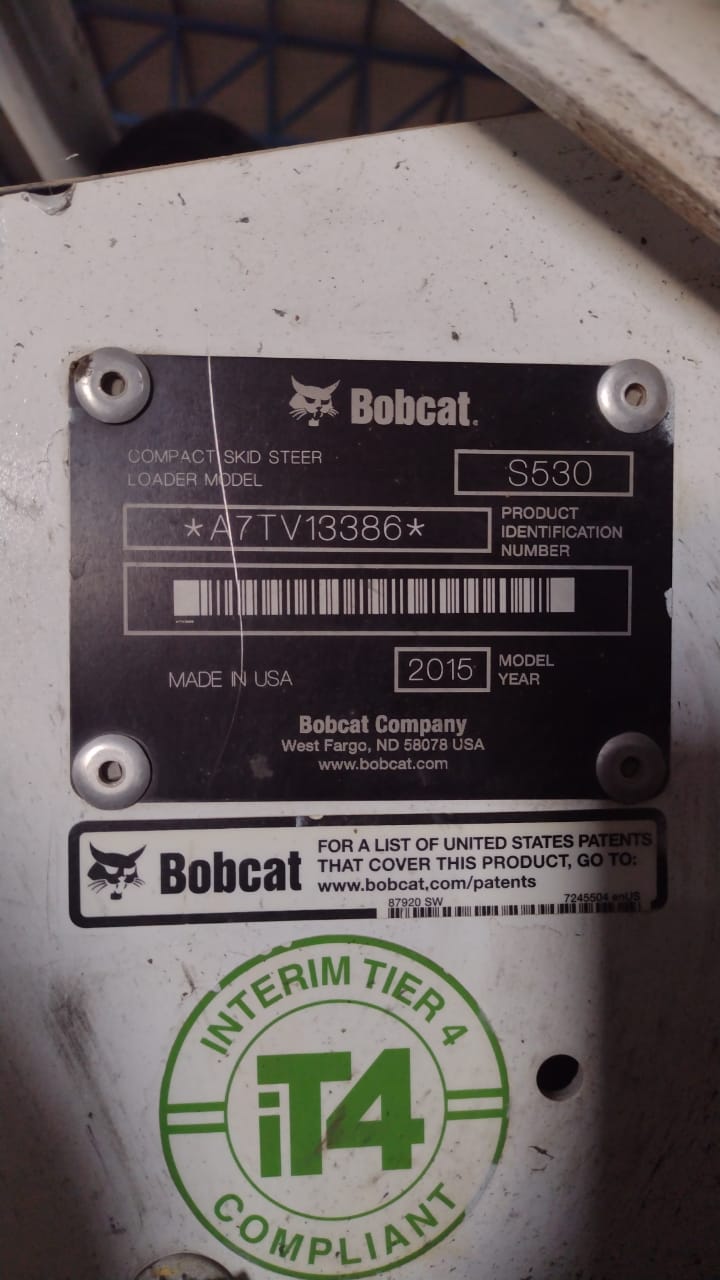 Bobcat.
COMPACT SKID STEER
LOADER MODEL
S530
*A7TV13386*
PRODUCT
IDENTIFICATION
NUMBER
MADE IN USA
2015
MODEL
YEAR
Bobcat Company
West Fargo, ND 58078 USA
www.bobcat.com
Bobcat
FOR A LIST OF UNITED STATES PATENTS
THAT COVER THIS PRODUCT, GO TO:
www.bobcat.com/patents
87920 SW
7245504 enUS
INTERIM TIER 4
iT4
COMPLIANT